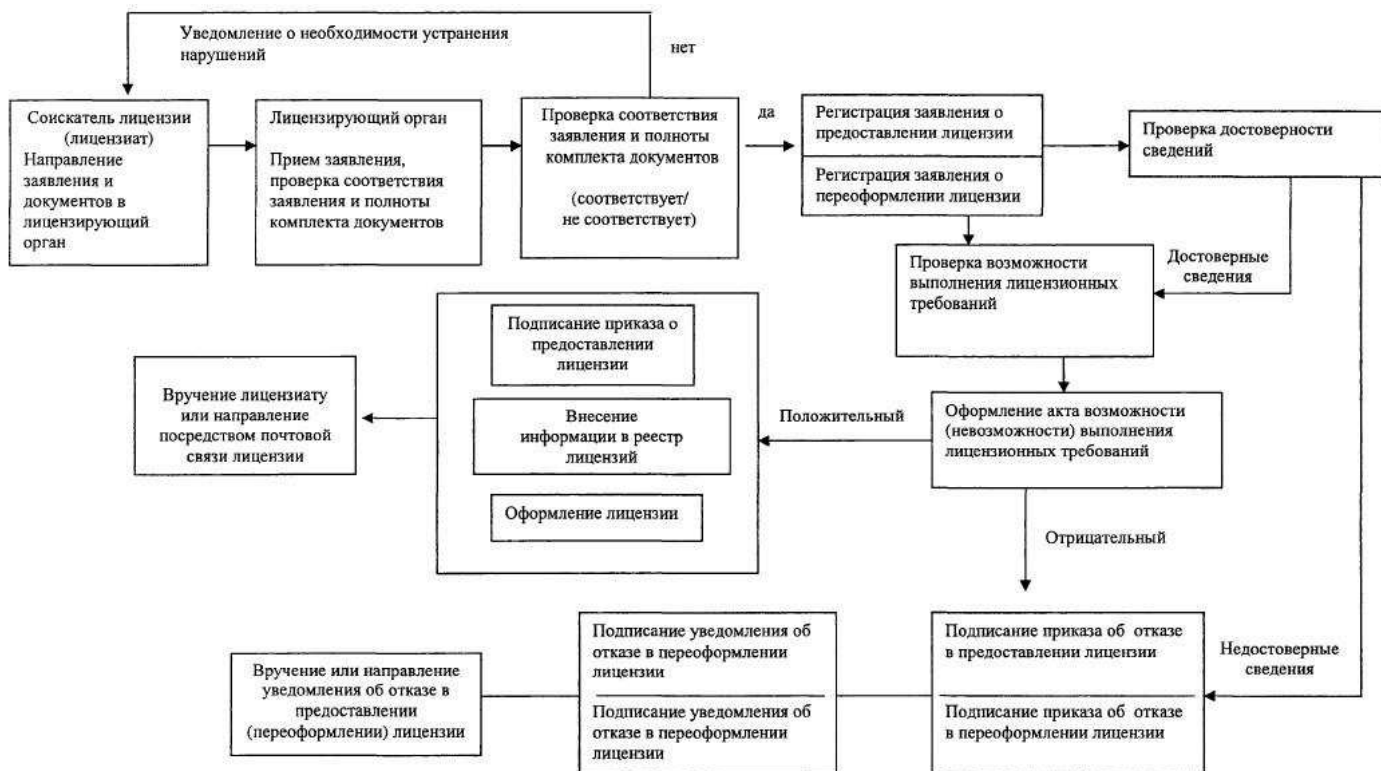 Уведомление о необходимости устранения
нарушений
нет
Соискатель лицензии
(лицензиат)
Направление
заявления и
документов в
лицензирующий
орган
Лицензирующий орган
Прием заявления,
проверка соответствия
заявления и полноты
комплекта документов
Проверка соответствия
заявления и полноты
комплекта документов
(соответствует/
не соответствует)
да
Регистрация заявления о
предоставлении лицензии
Регистрация заявления о
переоформлении лицензии
Проверка достоверности
сведений
Достоверные
сведения
Проверка возможности
выполнения лицензионных
требований
Подписание приказа о
предоставлении
лицензии
Внесение
информации в реестр
лицензий
Оформление лицензии
Вручение лицензиату
или направление
посредством почтовой
связи лицензии
Положительный
Оформление акта возможности
(невозможности) выполнения
лицензионных требований
Отрицательный
Недостоверные
сведения
Подписание приказа об отказе
в предоставлении лицензии
Подписание приказа об отказе
в переоформлении лицензии
Подписание уведомления об
отказе в переоформлении
лицензии
Подписание уведомления об
отказе в переоформлении
лицензии
Вручение или направление
уведомления об отказе в
предоставлении
(переоформлении) лицензии